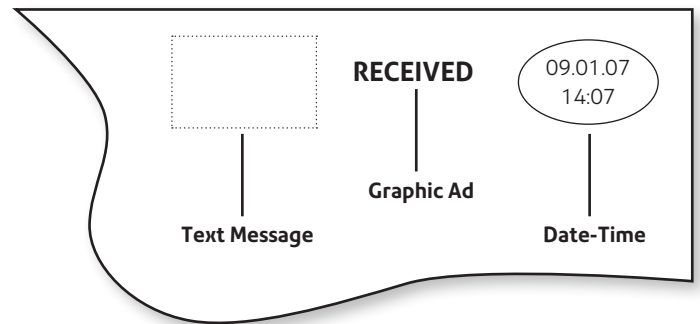 RECEIVED
09.01.07
14:07
Graphic Ad
Text Message
Date-Time